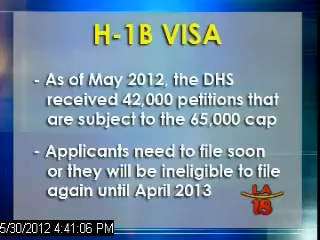 H-1B VISA
- As of May 2012, the DHS
received 42,000 petitions that
are subject to the 65,000 cap
- Applicants need to file soon
or they will be ineligible to file
again until April 2013
LA
18
5/30/2012 4:41:06 PM